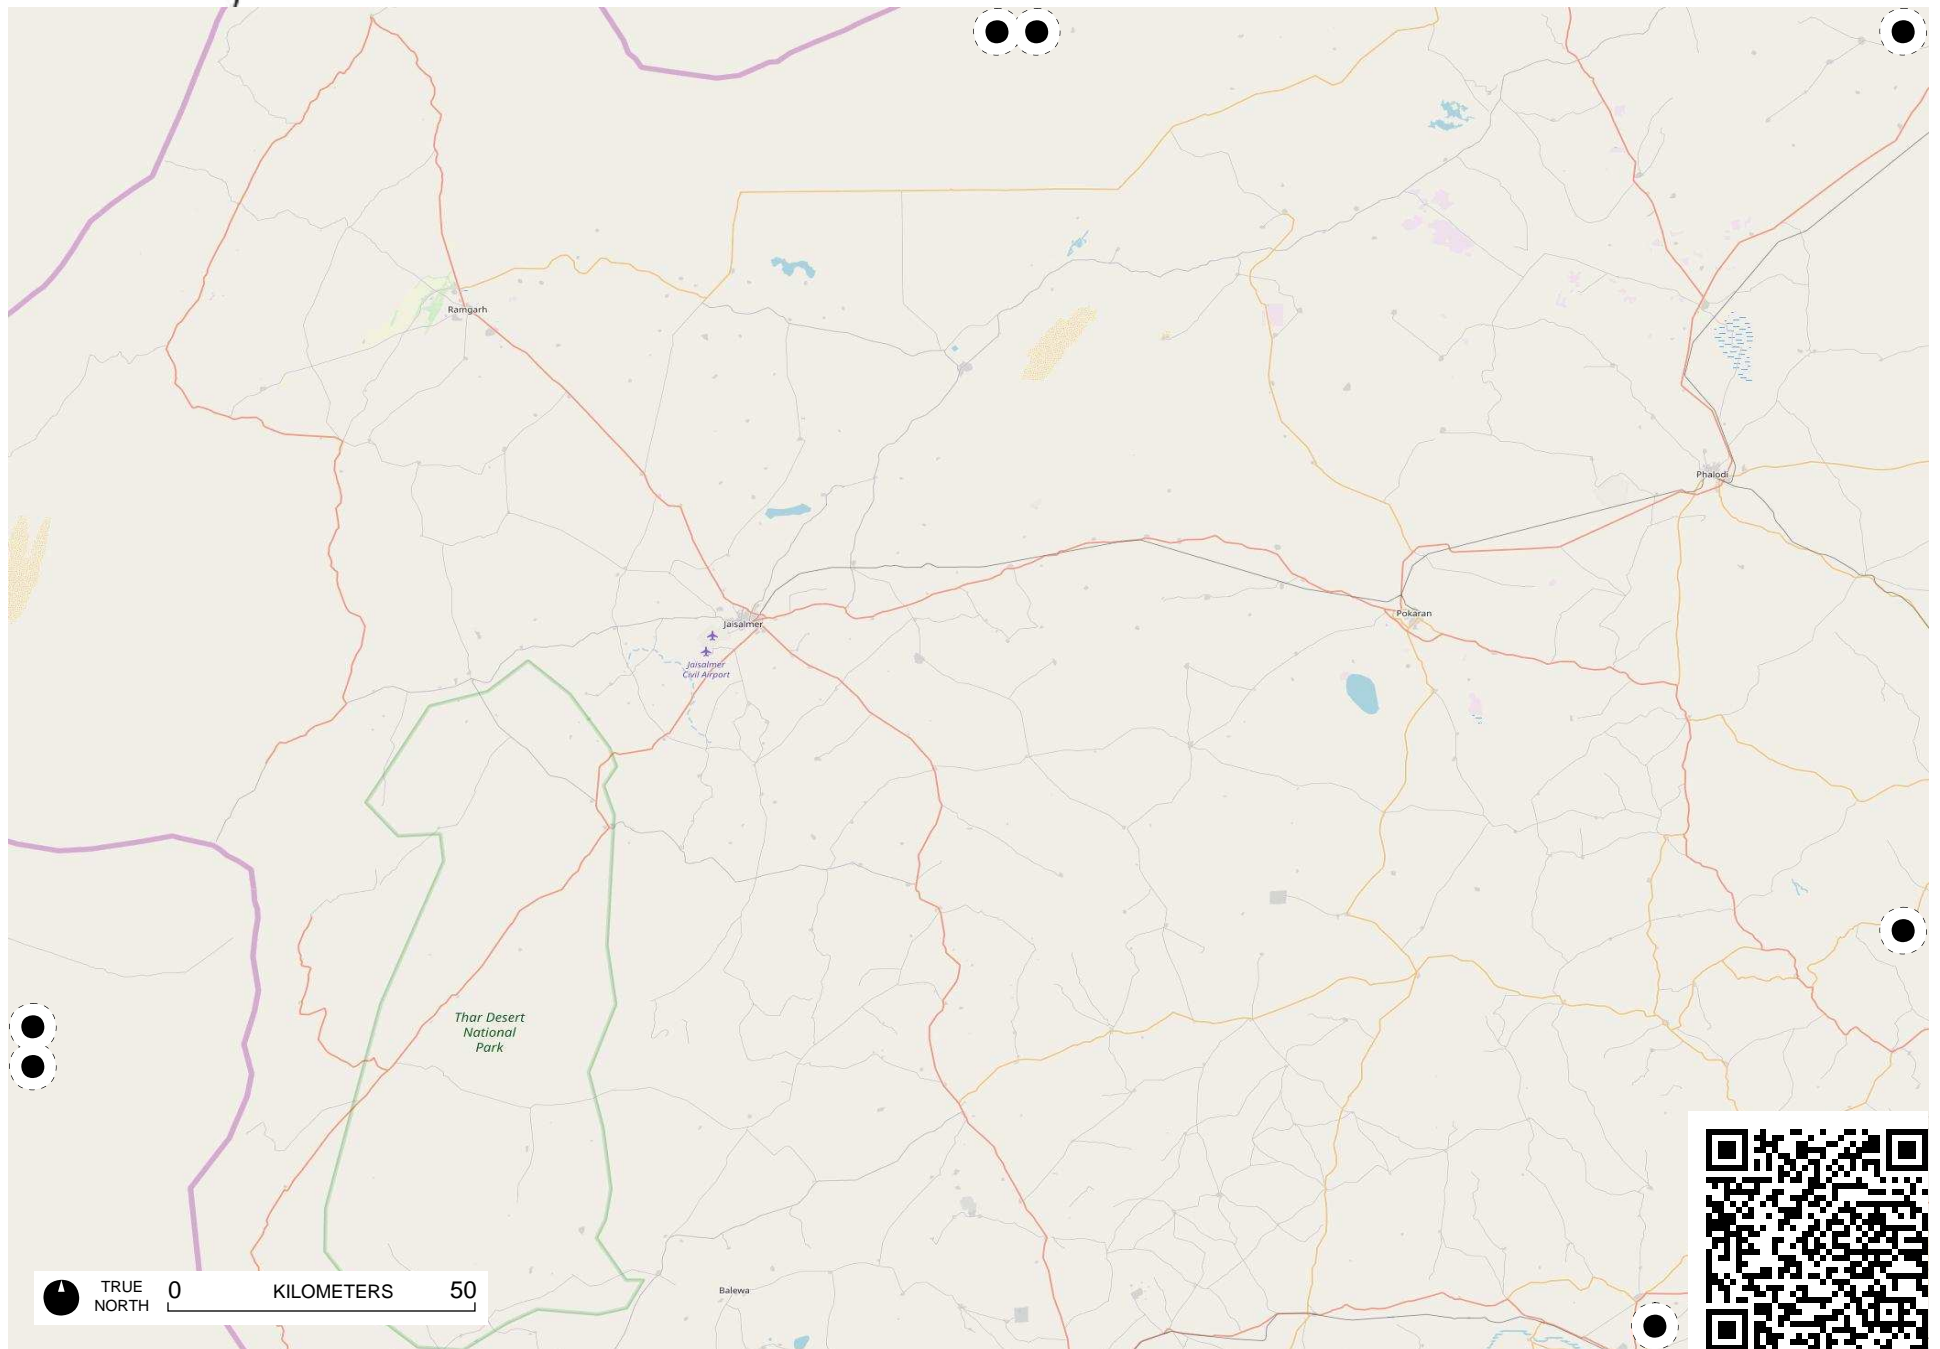 Ramgarh
Phalodi
Pokaran
Jaisalmer
Jaisalmer
Civil Airport
Thar Desert
National
Park
Balewa
TRUE
NORTH
0 KILOMETERS 50